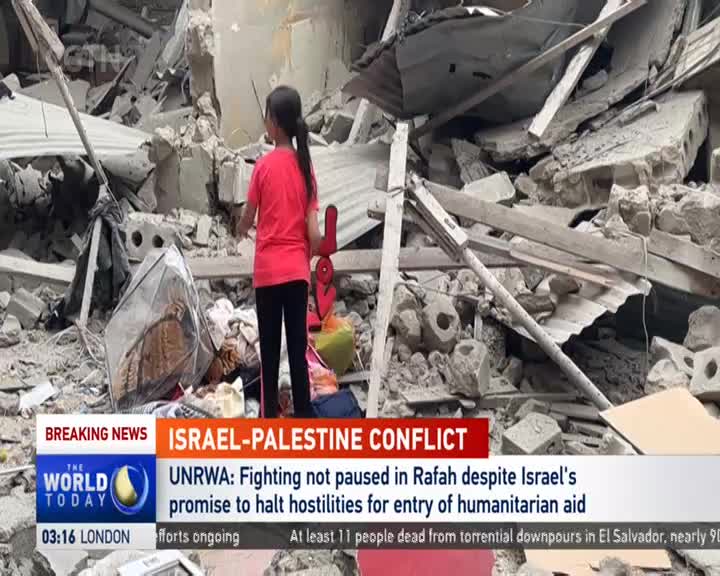 CGTN
BREAKING NEWS
ISRAEL-PALESTINE CONFLICT
THE WORLD TODAY
UNRWA: Fighting not paused in Rafah despite Israel's
promise to halt hostilities for entry of humanitarian aid
03:16 LONDON
efforts ongoing At least 11 people dead from torrential downpours in El Salvador, nearly 90